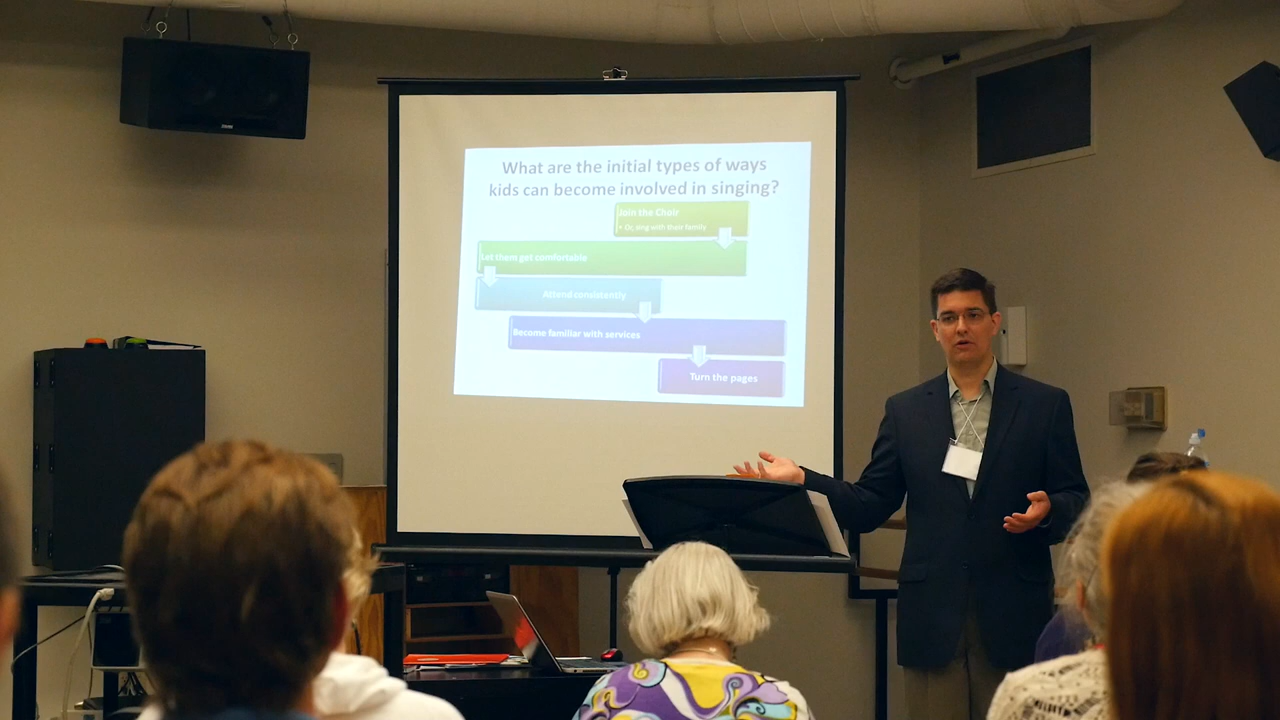 What are the initial types of ways
kids can become involved in singing?
Join the Choir
• Or, sing with their family
Let them get comfortable
Attend consistently
Become familiar with services
Turn the pages